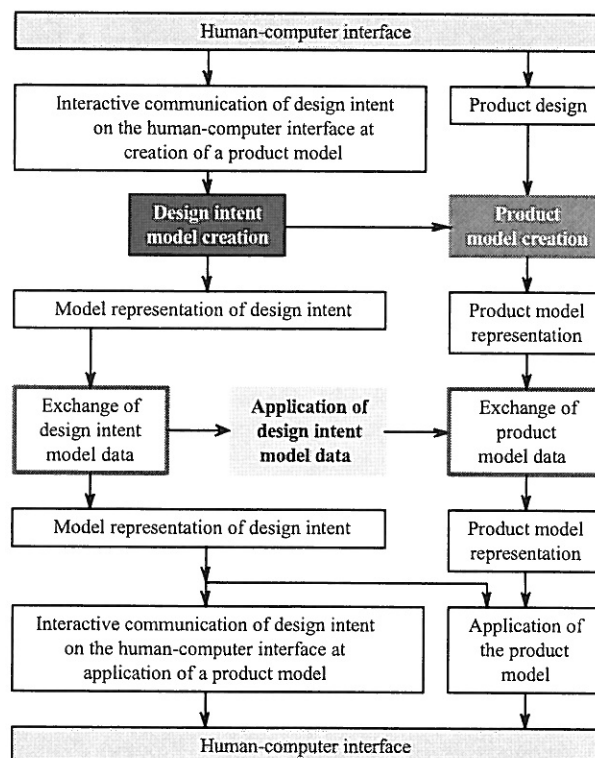 Human-computer interface
Interactive communication of design intent
on the human-computer interface at
creation of a product model
Product design
Design intent
model creation
Product
model creation
Model representation of design intent
Product model
representation
Exchange of
design intent
model data
Application of
design intent
model data
Exchange of
product
model data
Model representation of design intent
Product model
representation
Interactive communication of design intent
on the human-computer interface at
application of a product model
Application of
the product
model
Human-computer interface